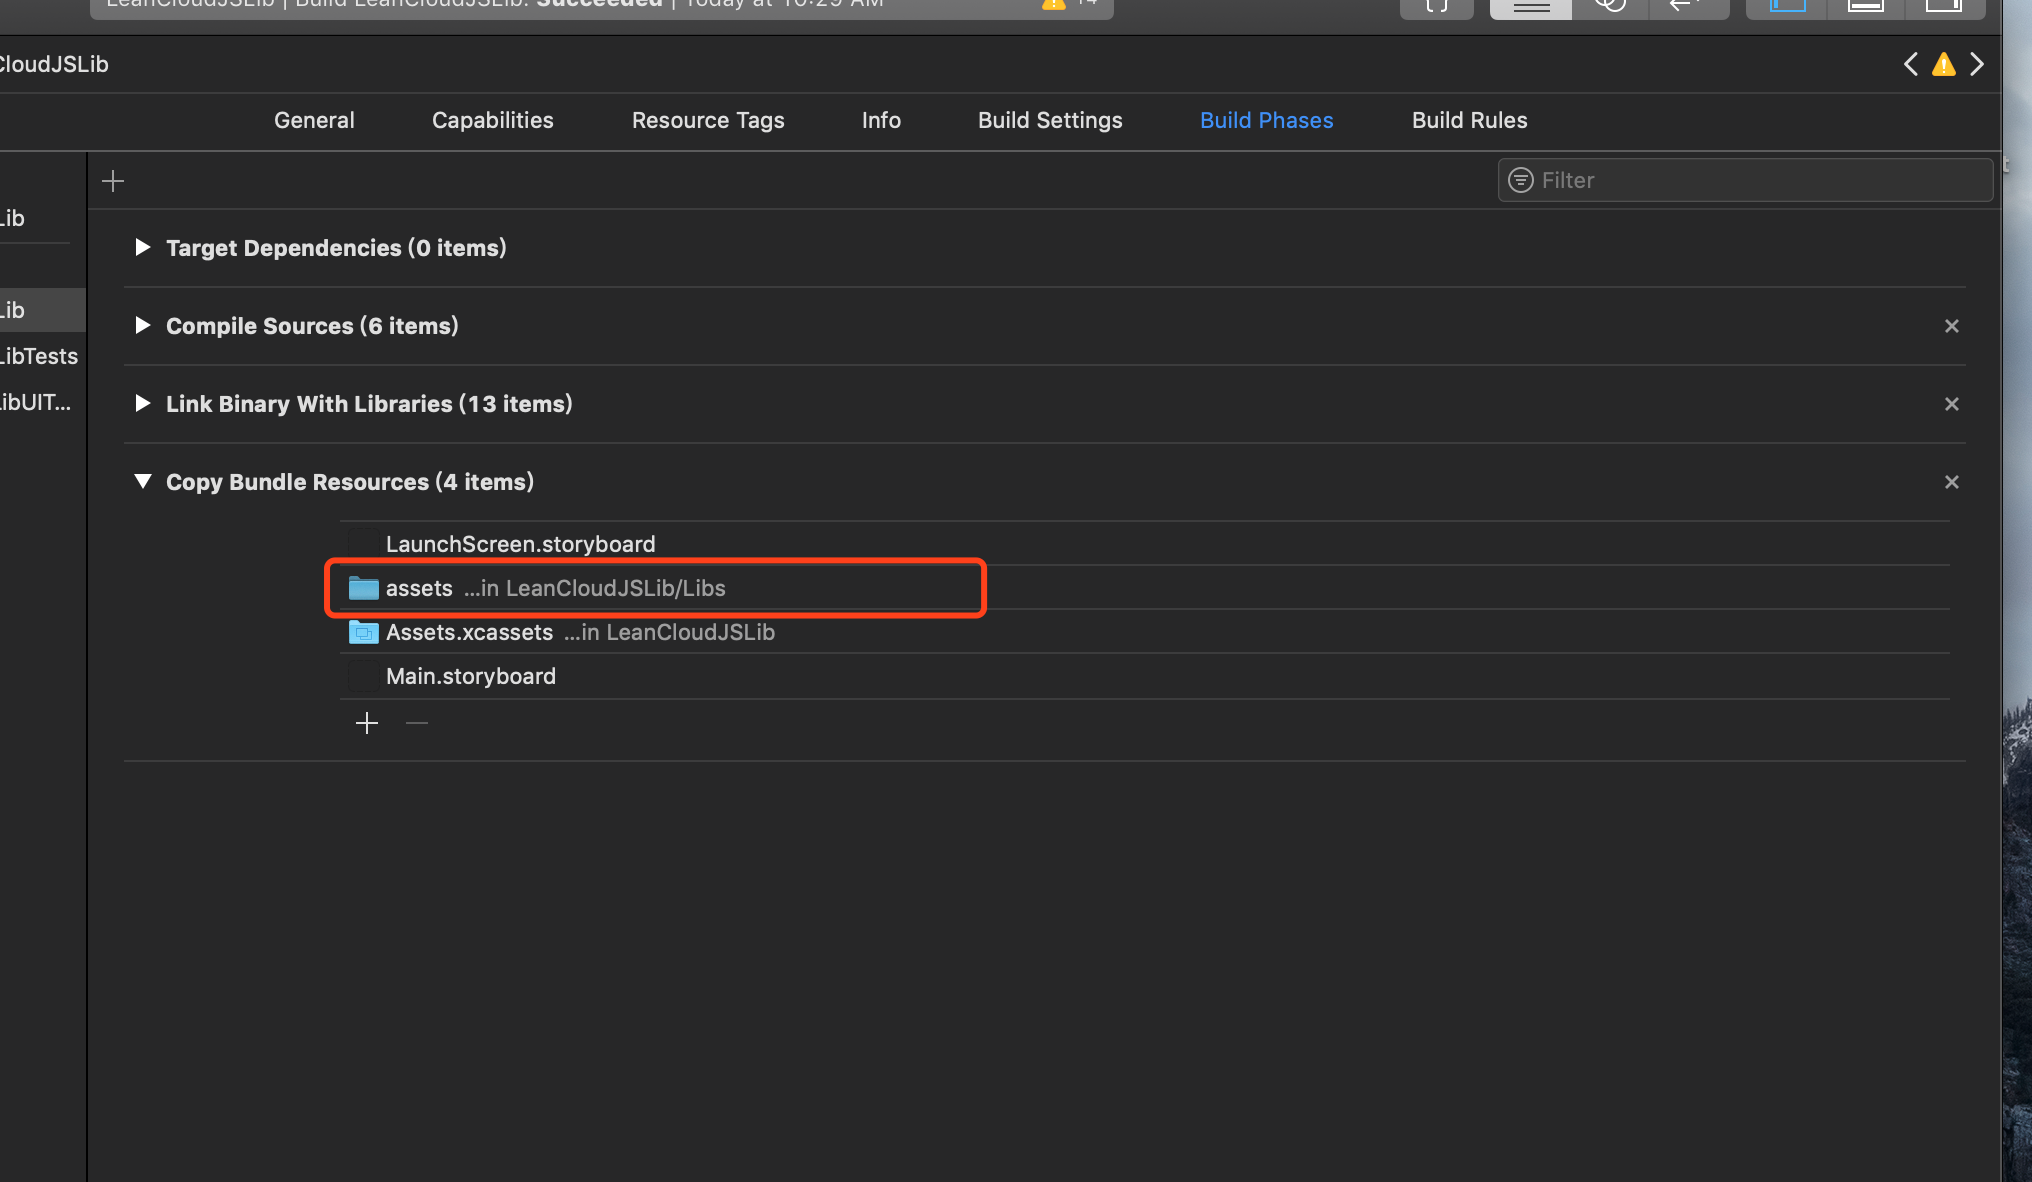 LeanCloudJSLib | Build LeanCloudJSLib: Succeeded | Today at 10:29 AM
CloudJSLib
General Capabilities Resource Tags Info Build Settings Build Phases Build Rules
Filter
Lib
Target Dependencies (0 items)
Lib
Compile Sources (6 items)
LibTests
LibUIT...
Link Binary With Libraries (13 items)
Copy Bundle Resources (4 items)
LaunchScreen.storyboard
assets ...in LeanCloudJSLib/Libs
Assets.xcassets ...in LeanCloudJSLib
Main.storyboard